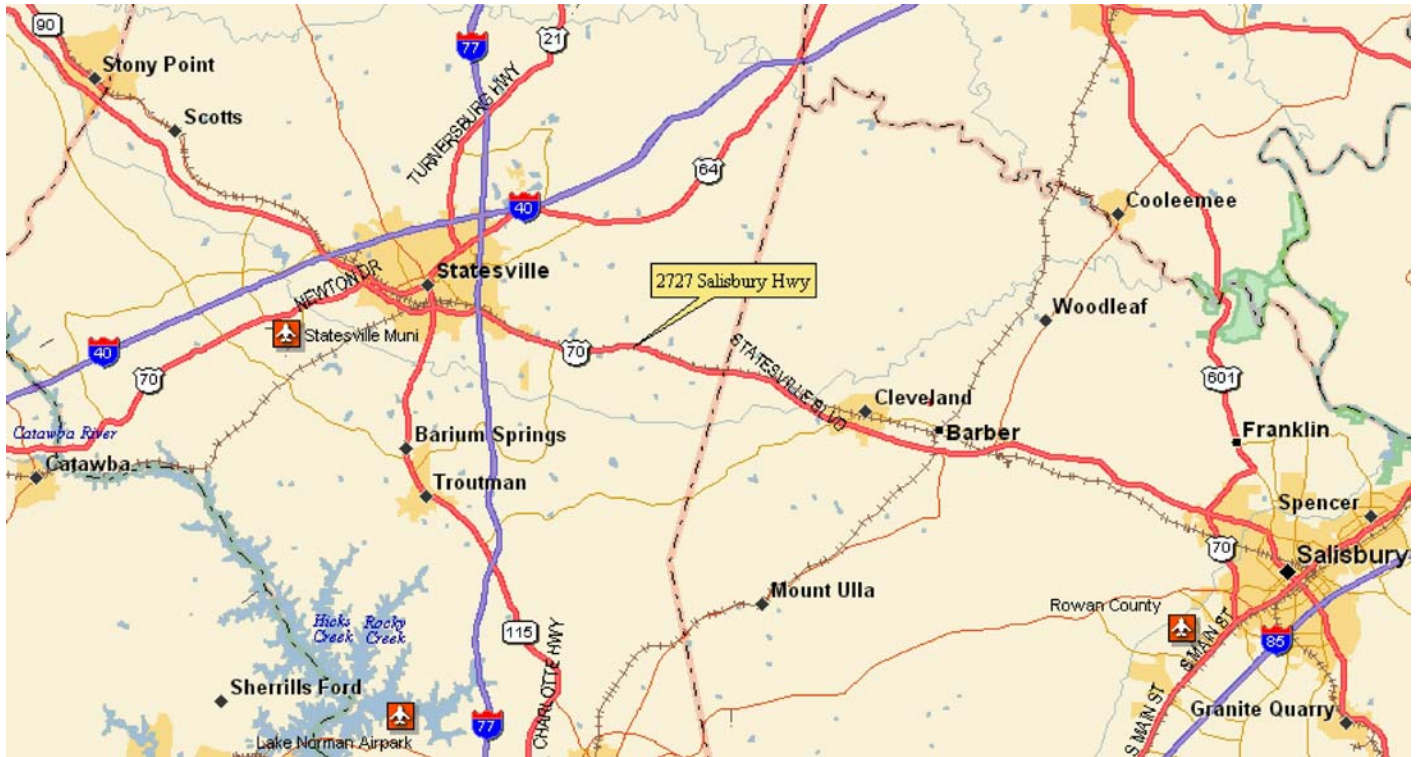 90
Stony Point
Scotts
77
21
TURNERSBURG HWY
64
40
Cooleemee
Statesville
NEWTON DR
2727 Salisbury Hwy
Woodleaf
Statesville Muni
40
70
70
STATESVILLE BLVD
601
Cleveland
Catawba River
Barium Springs
Barber
Franklin
Catawba
Troutman
Spencer
70
Salisbury
Mount Ulla
Rowan County
Hicks
Creek
Rocky
Creek
115
S MAIN ST
85
CHARLOTTE HWY
Sherrills Ford
77
Lake Norman Airpark
S MAIN ST
Granite Quarry